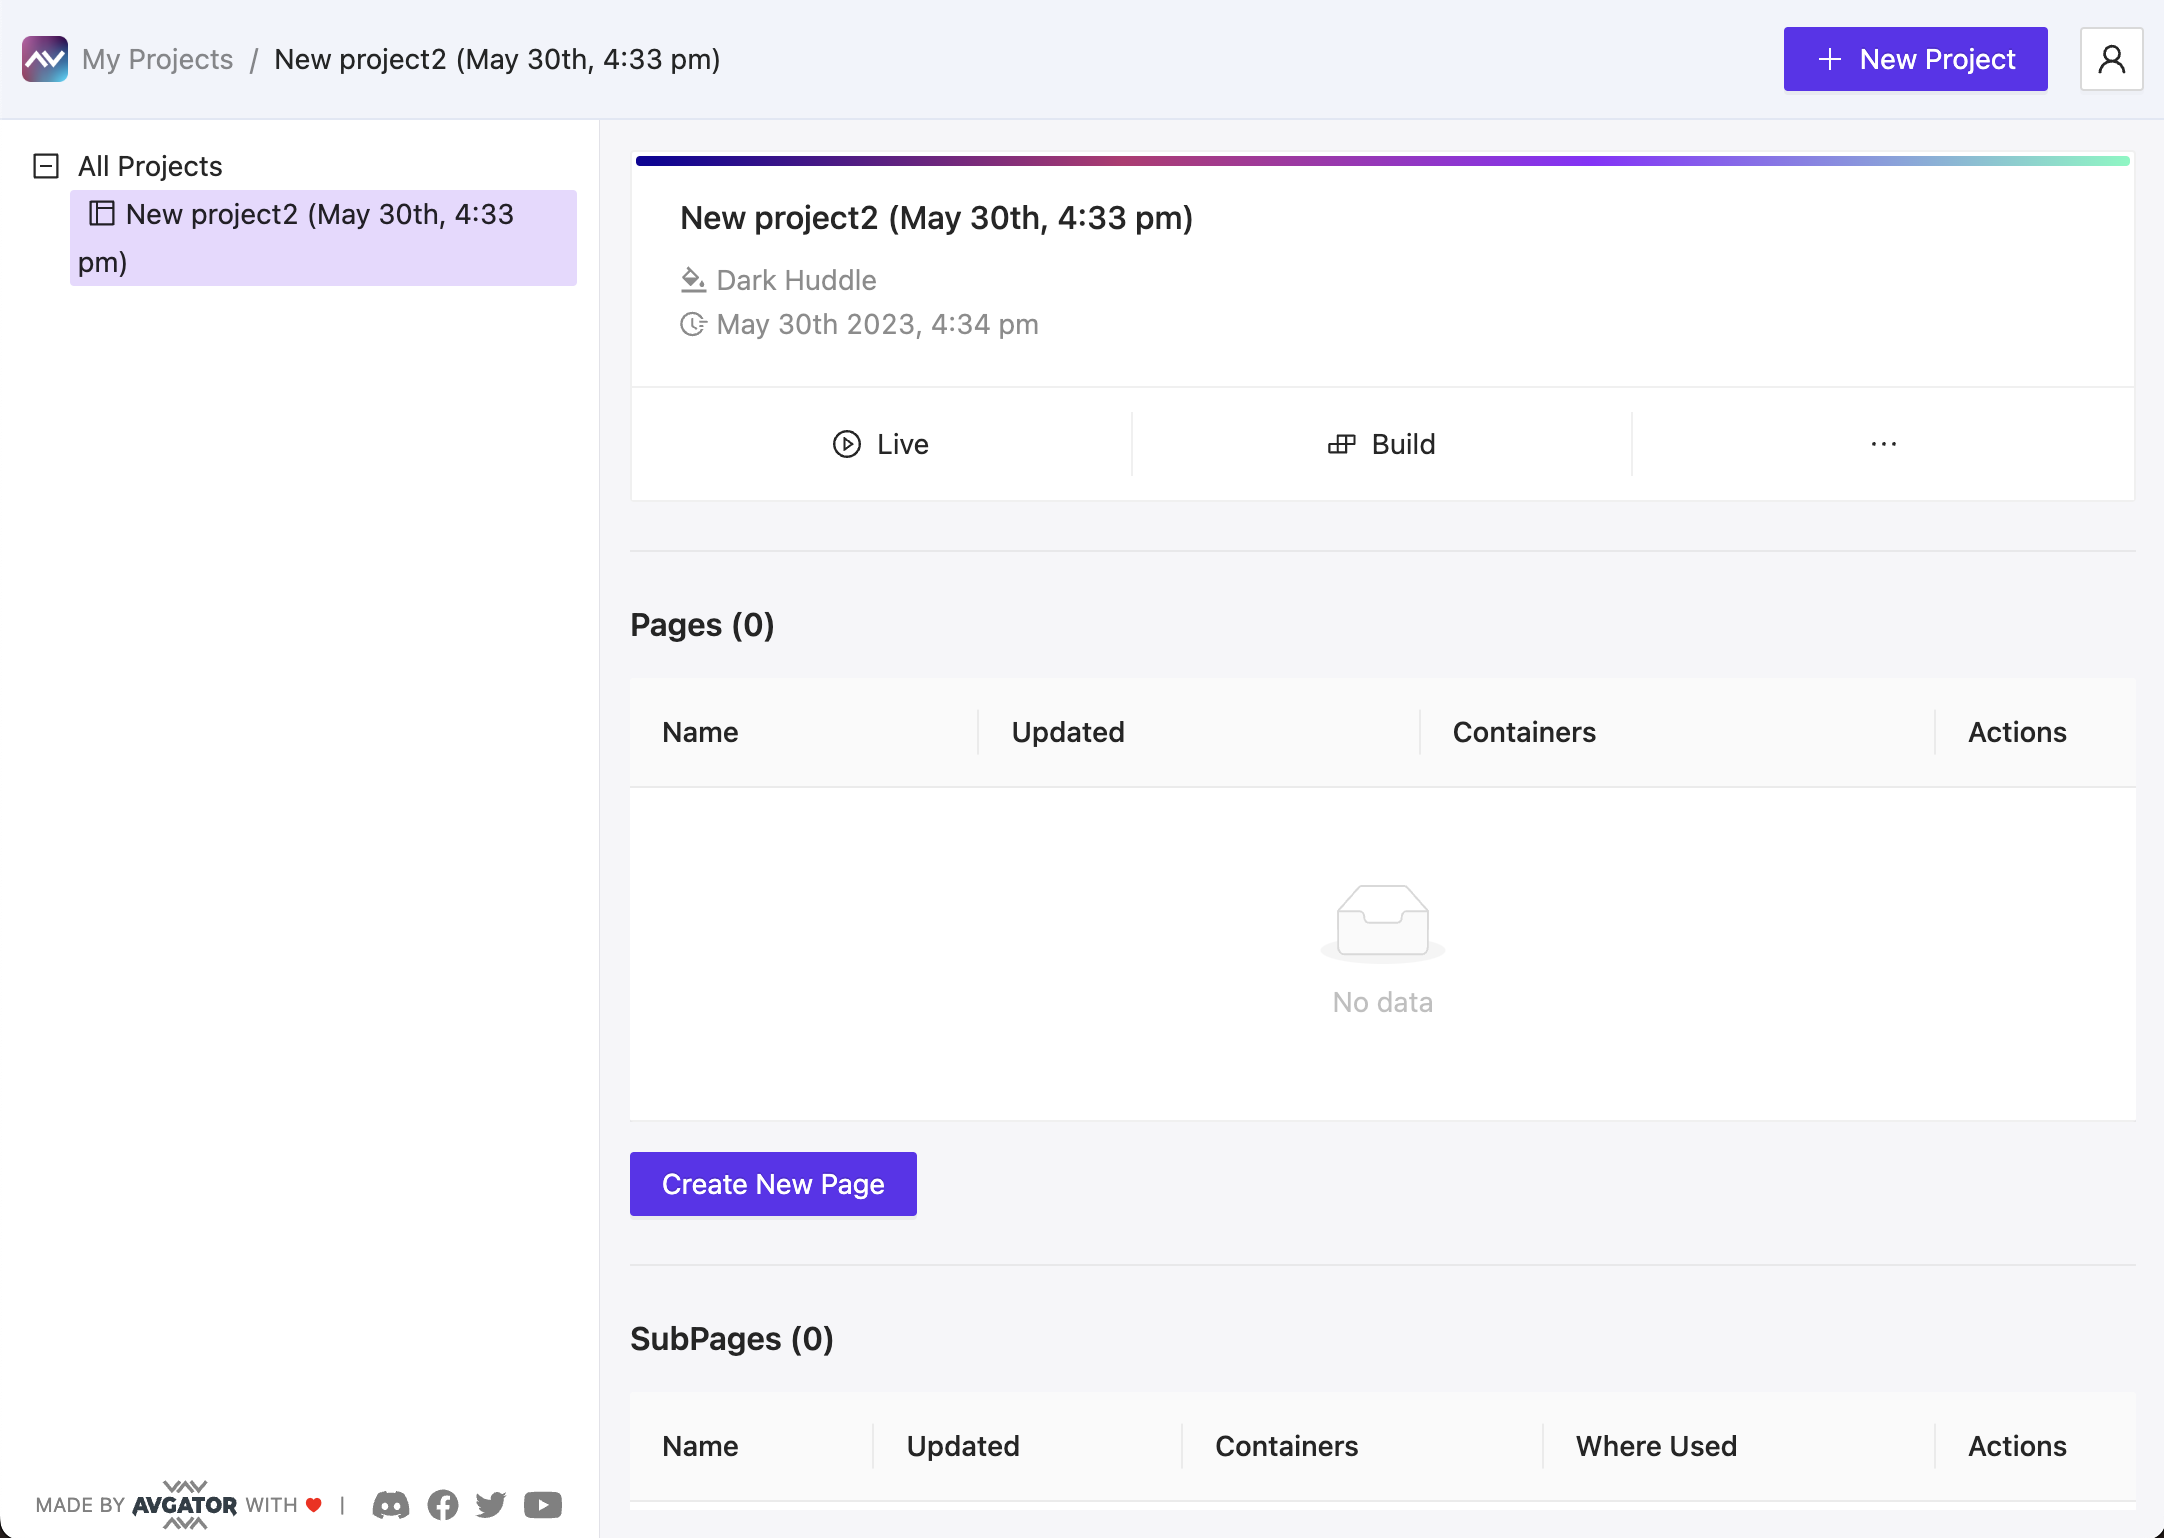 My Projects / New project2 (May 30th, 4:33 pm)
New Project
All Projects
New project2 (May 30th, 4:33
pm)
New project2 (May 30th, 4:33 pm)
Dark Huddle
May 30th 2023, 4:34 pm
Live
Build
···
Pages (0)
Name Updated Containers Actions
No data
Create New Page
SubPages (0)
Name Updated Containers Where Used Actions
MADE BY AVGATOR WITH |